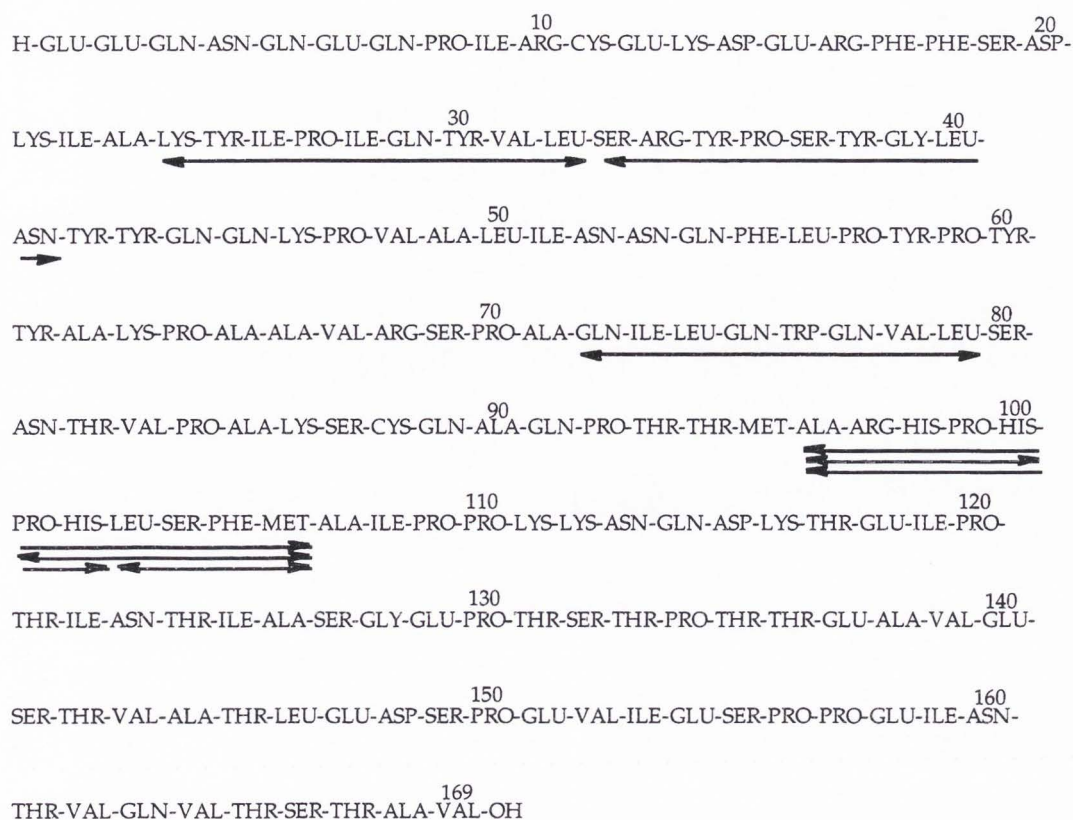 10 20
H-GLU-GLU-GLN-ASN-GLN-GLU-GLN-PRO-ILE-ARG-CYS-GLU-LYS-ASP-GLU-ARG-PHE-PHE-SER-ASP-
30 40
LYS-ILE-ALA-LYS-TYR-ILE-PRO-ILE-GLN-TYR-VAL-LEU-SER-ARG-TYR-PRO-SER-TYR-GLY-LEU-
50 60
ASN-TYR-TYR-GLN-GLN-LYS-PRO-VAL-ALA-LEU-ILE-ASN-ASN-GLN-PHE-LEU-PRO-TYR-PRO-TYR-
70 80
TYR-ALA-LYS-PRO-ALA-ALA-VAL-ARG-SER-PRO-ALA-GLN-ILE-LEU-GLN-TRP-GLN-VAL-LEU-SER-
90 100
ASN-THR-VAL-PRO-ALA-LYS-SER-CYS-GLN-ALA-GLN-PRO-THR-THR-MET-ALA-ARG-HIS-PRO-HIS-
110 120
PRO-HIS-LEU-SER-PHE-MET-ALA-ILE-PRO-PRO-LYS-LYS-ASN-GLN-ASP-LYS-THR-GLU-ILE-PRO-
130 140
THR-ILE-ASN-THR-ILE-ALA-SER-GLY-GLU-PRO-THR-SER-THR-PRO-THR-THR-GLU-ALA-VAL-GLU-
150 160
SER-THR-VAL-ALA-THR-LEU-GLU-ASP-SER-PRO-GLU-VAL-ILE-GLU-SER-PRO-PRO-GLU-ILE-ASN-
169
THR-VAL-GLN-VAL-THR-SER-THR-ALA-VAL-OH